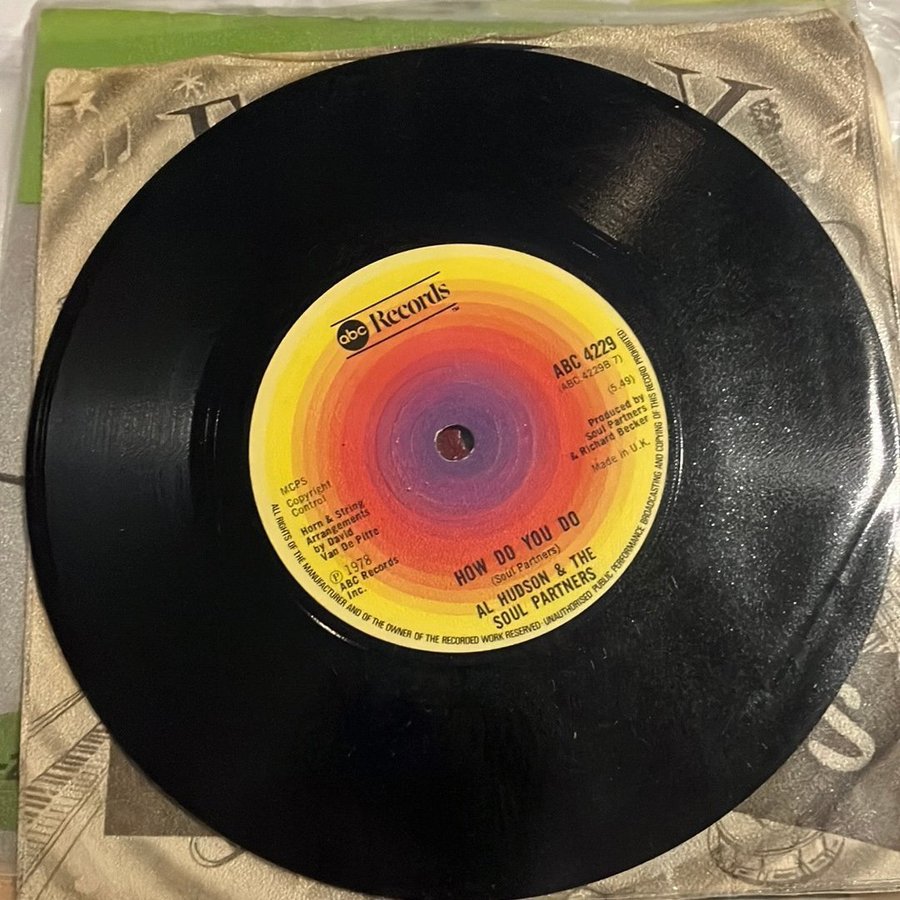 abc Records
TM
ABC 4229
(ABC 4229B 7)
(5.49)
Produced by
Soul Partners
& Richard Becker
Made in U.K.
MCPS
Copyright
Control
Horn & String
Arrangements
by David
Van De Pitre
Ⓟ 1978
ABC Records
Inc.
HOW DO YOU DO
(Soul Partners)
AL HUDSON & THE
SOUL PARTNERS
ALL RIGHTS OF THE MANUFACTURER AND OF THE OWNER OF THE RECORDED WORK RESERVED · UNAUTHORISED PUBLIC PERFORMANCE BROADCASTING AND COPYING OF THIS RECORD PROHIBITED